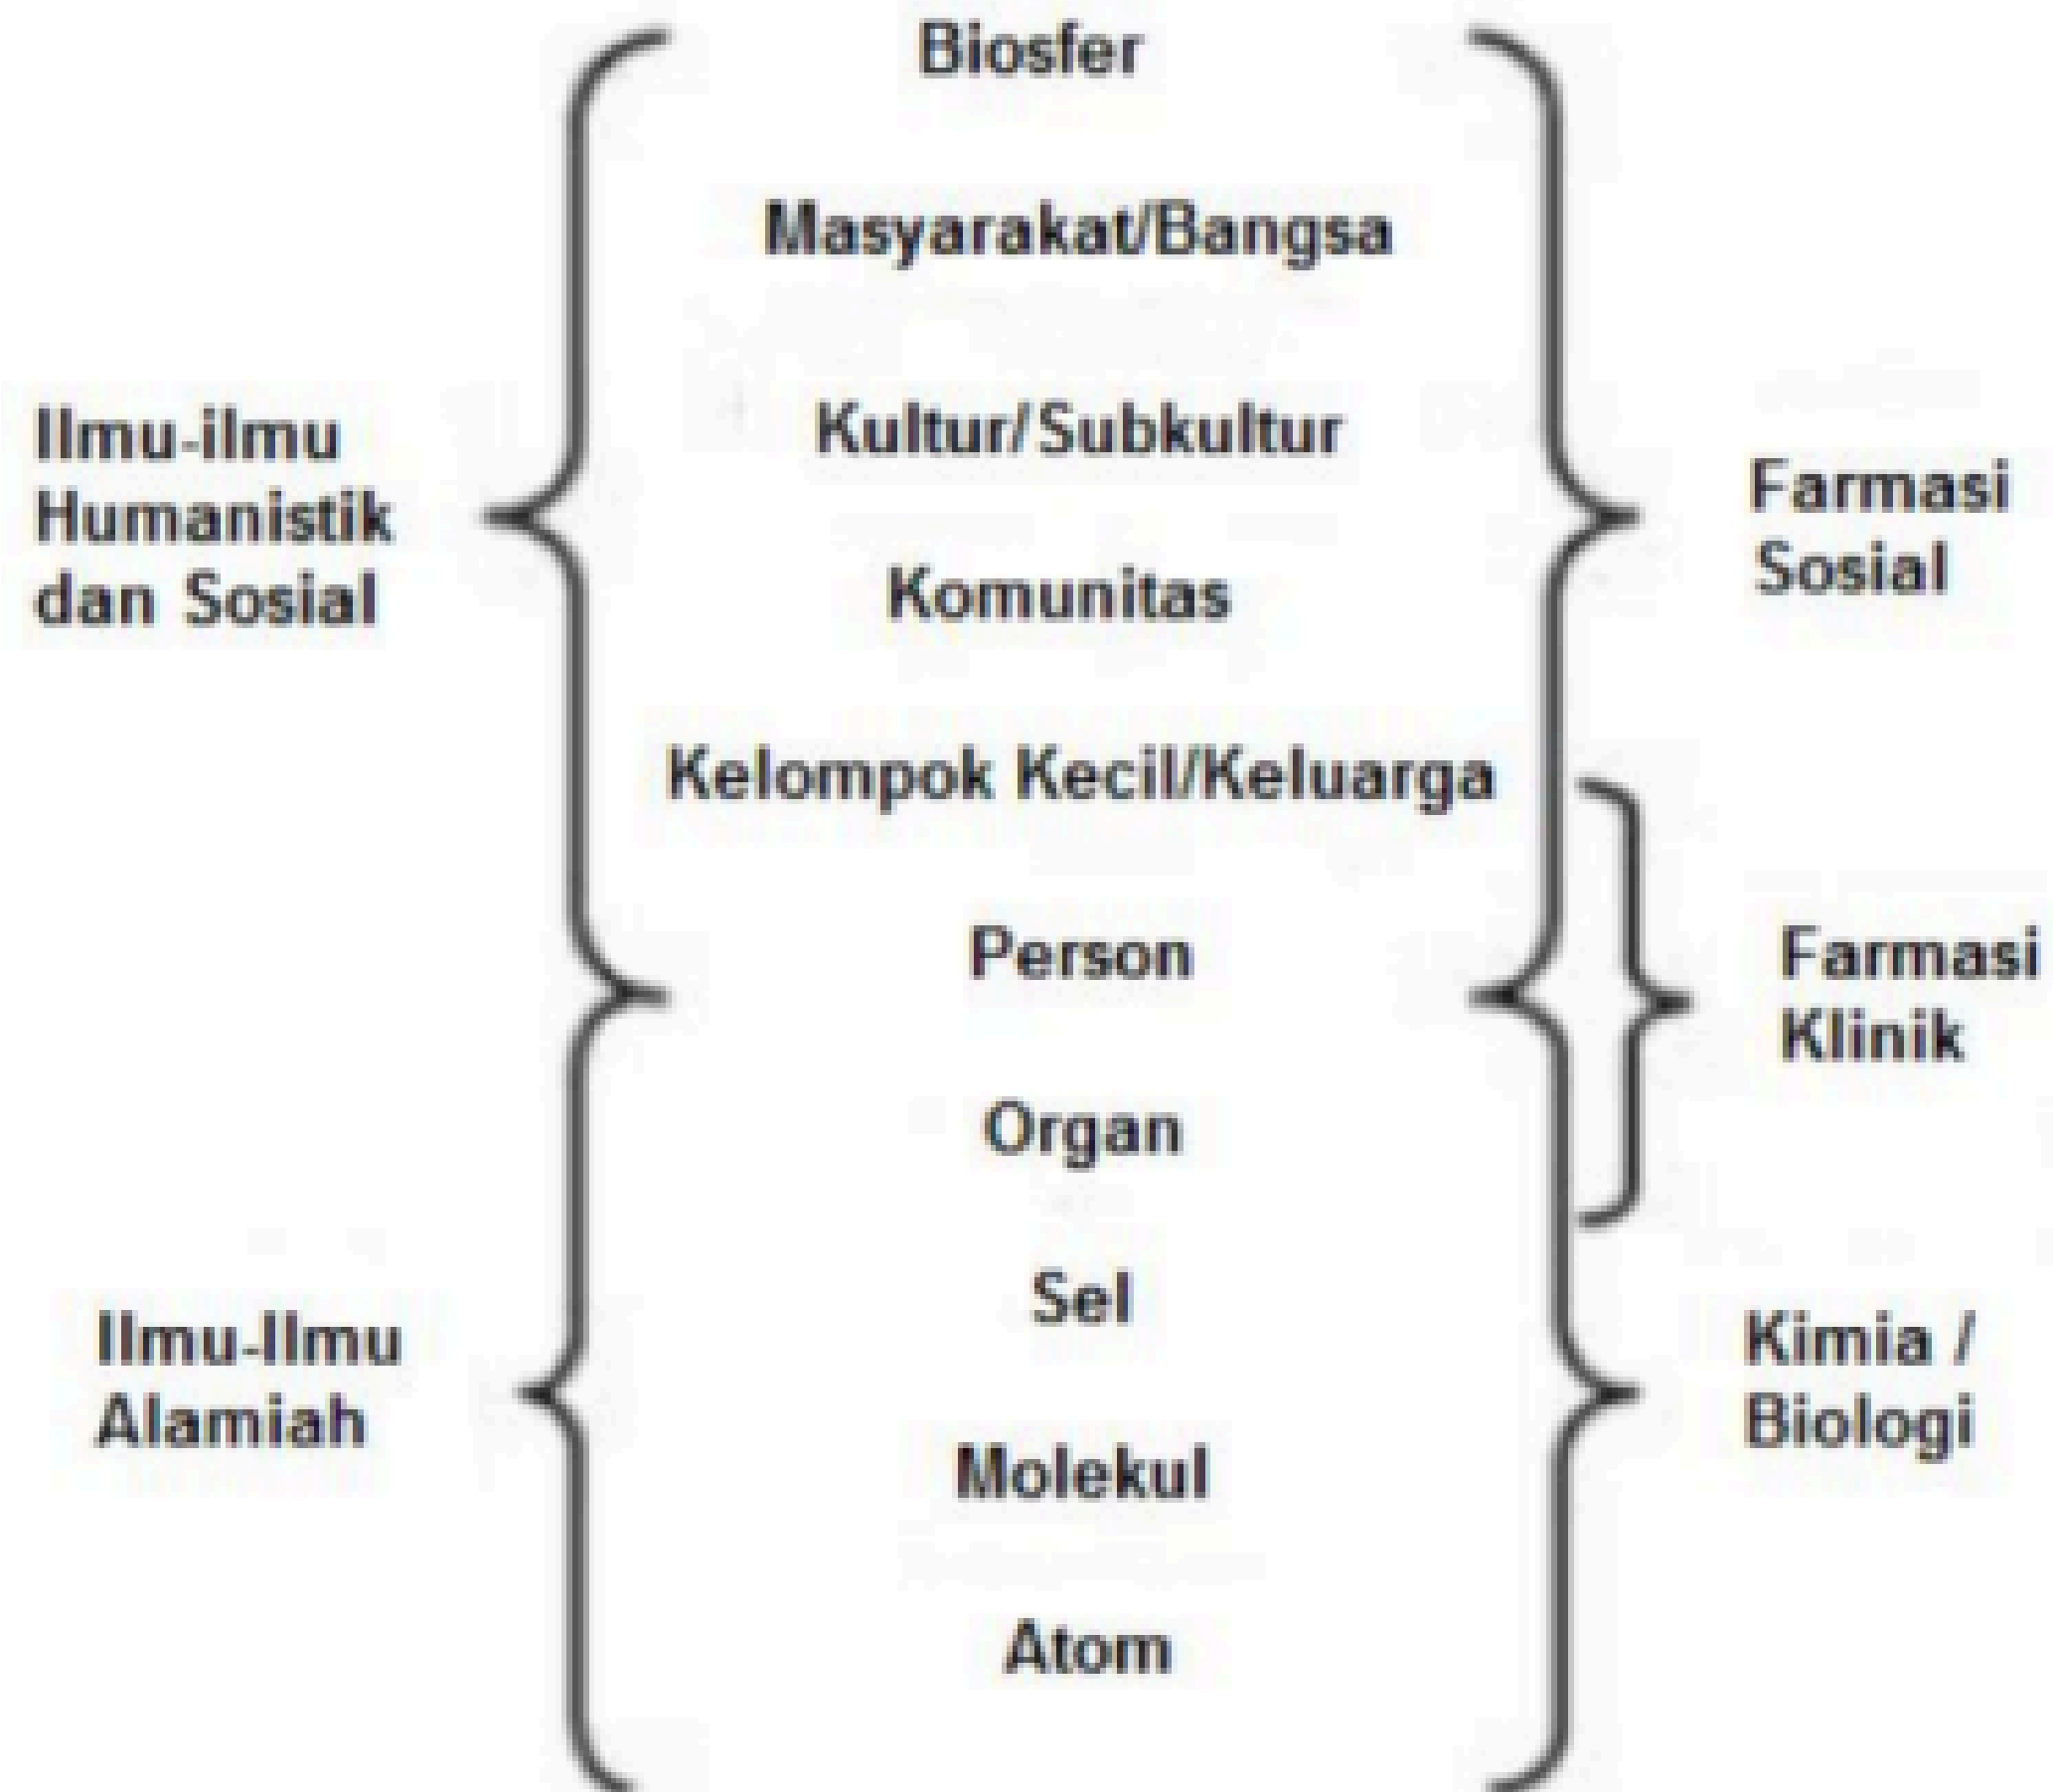 Biosfer
Masyarakat/Bangsa
Kultur/Subkultur
Komunitas
Kelompok Kecil/Keluarga
Person
Organ
Sel
Molekul
Atom
Ilmu-ilmu
Humanistik
dan Sosial
Ilmu-Ilmu
Alamiah
Farmasi
Sosial
Farmasi
Klinik
Kimia /
Biologi